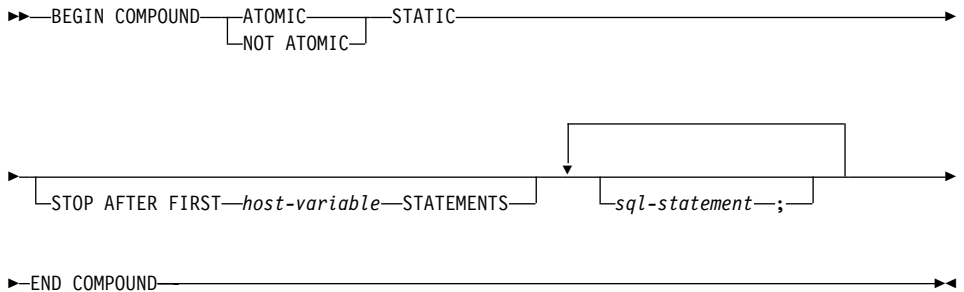 BEGIN COMPOUND ATOMIC STATIC
NOT ATOMIC
STOP AFTER FIRST host-variable STATEMENTS sql-statement ;
END COMPOUND